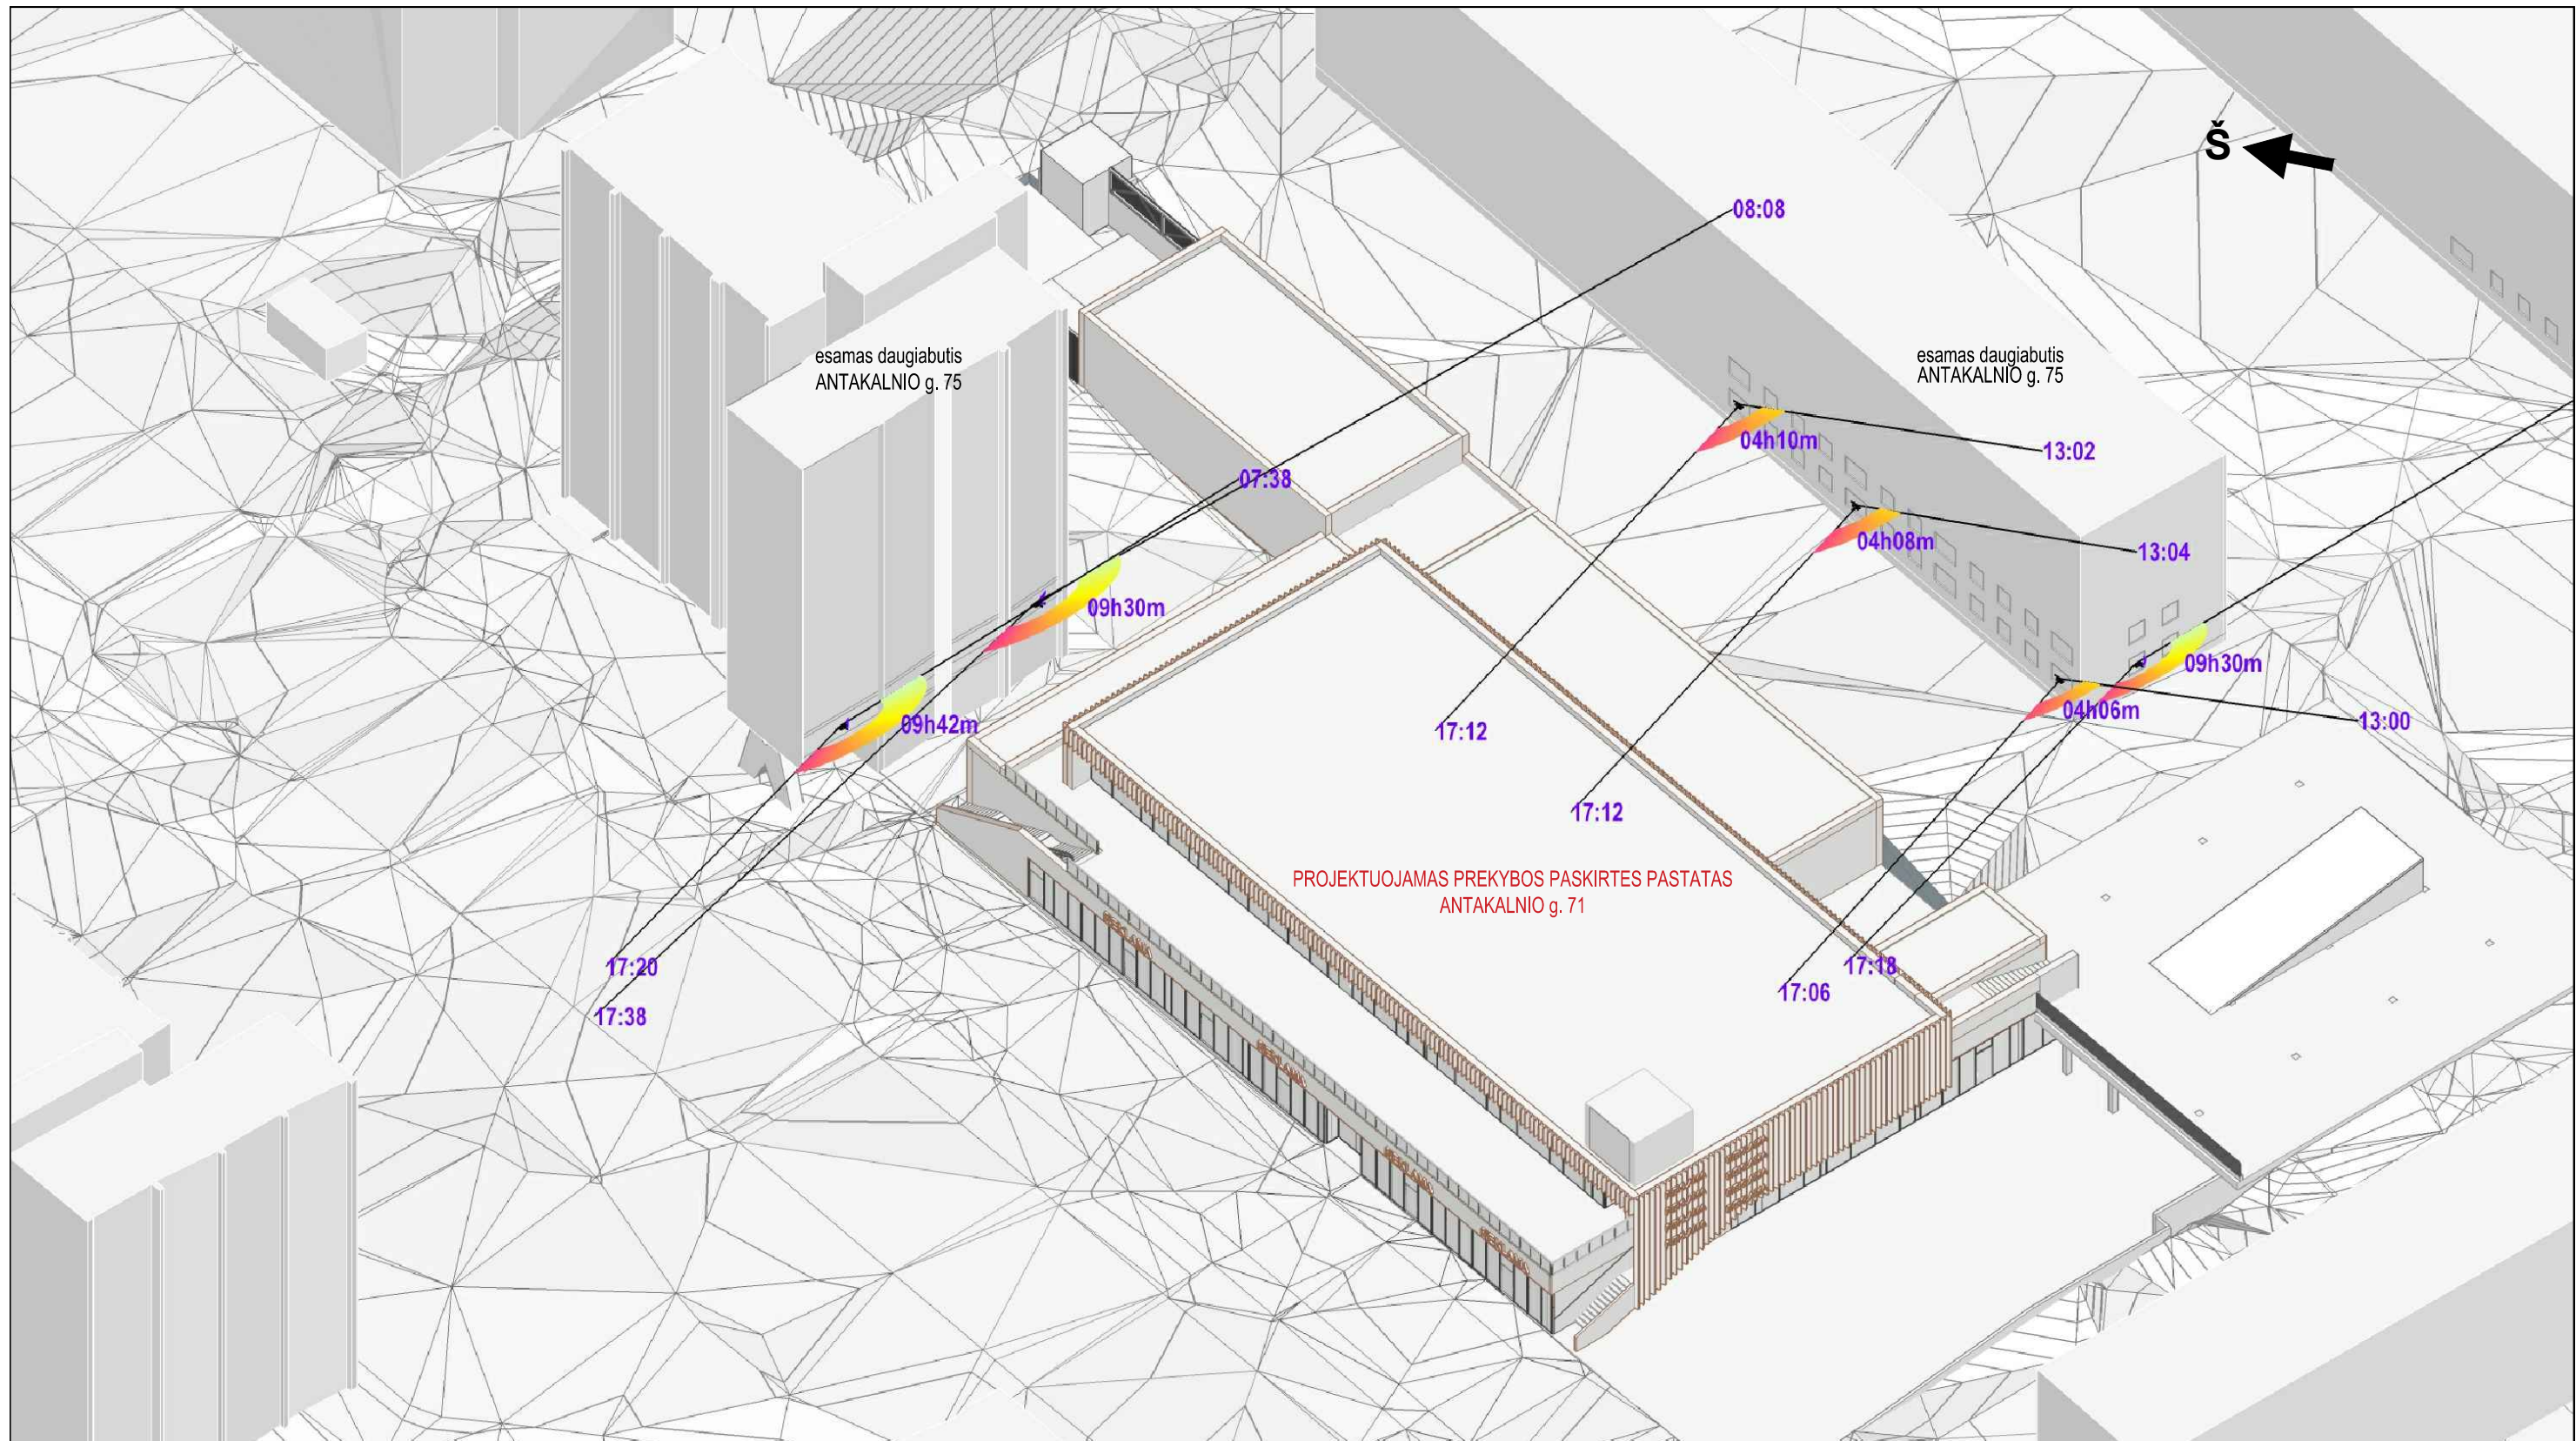 Š
08:08
esamas daugiabutis
ANTAKALNIO g. 75
esamas daugiabutis
ANTAKALNIO g. 75
04h10m
13:02
07:38
04h08m
13:04
09h30m
09h30m
04h06m
13:00
09h42m
17:12
17:12
PROJEKTUOJAMAS PREKYBOS PASKIRTES PASTATAS
ANTAKALNIO g. 71
17:20
17:18
17:06
17:38